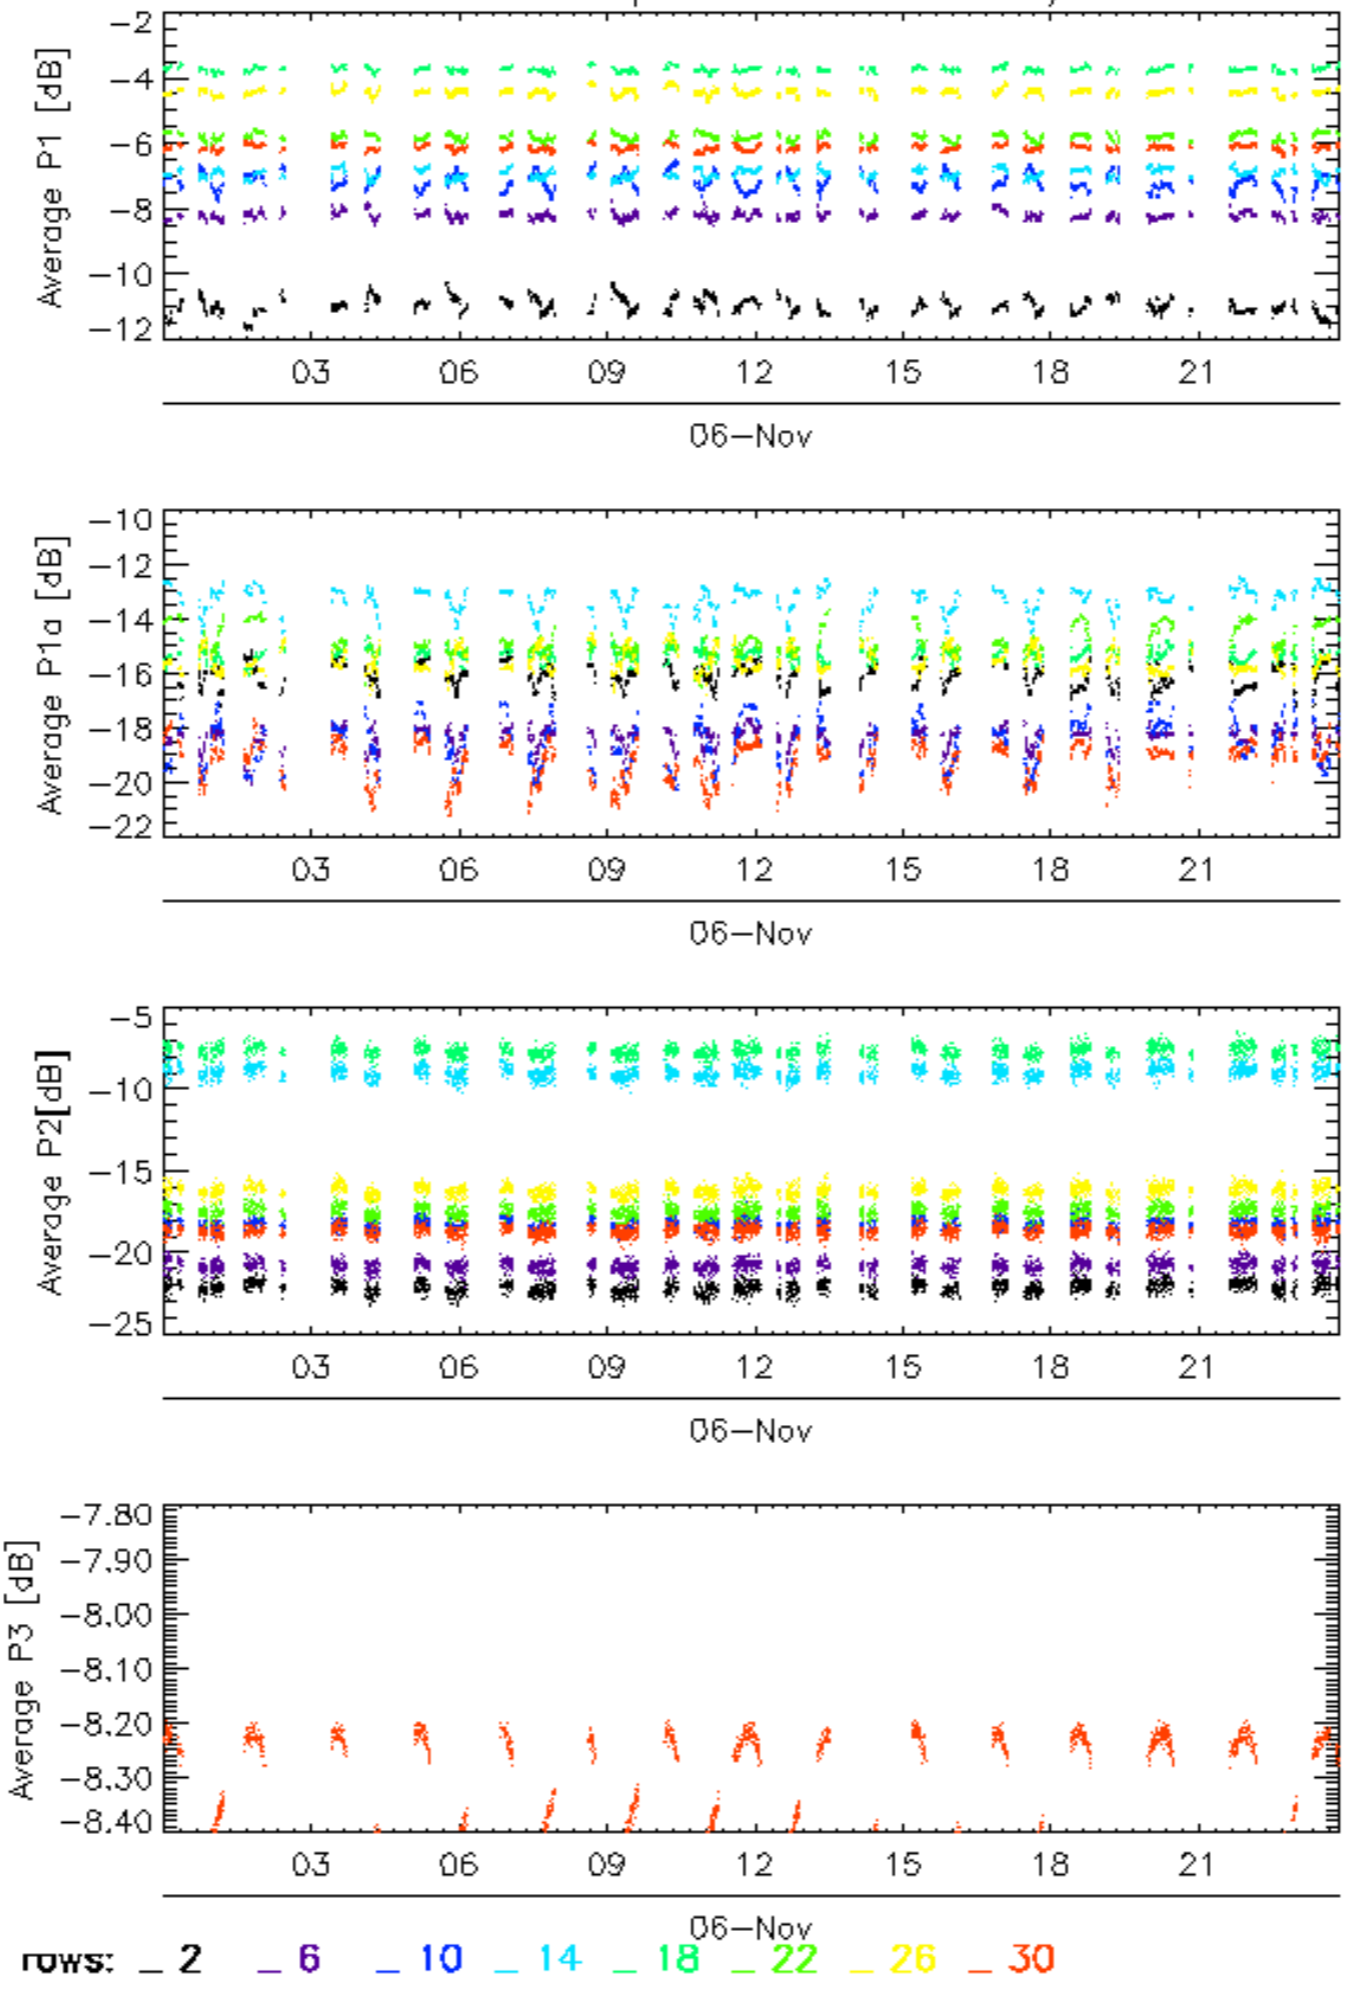 Average P1 [dB]
-2
-4
-6
-8
-10
-12
03 06 09 12 15 18 21
06-Nov
Average P1a [dB]
-10
-12
-14
-16
-18
-20
-22
03 06 09 12 15 18 21
06-Nov
Average P2[dB]
-5
-10
-15
-20
-25
03 06 09 12 15 18 21
06-Nov
Average P3 [dB]
-7.80
-7.90
-8.00
-8.10
-8.20
-8.30
-8.40
03 06 09 12 15 18 21
06-Nov
rows: _ 2 _ 6 _ 10 _ 14 _ 18 _ 22 _ 26 _ 30